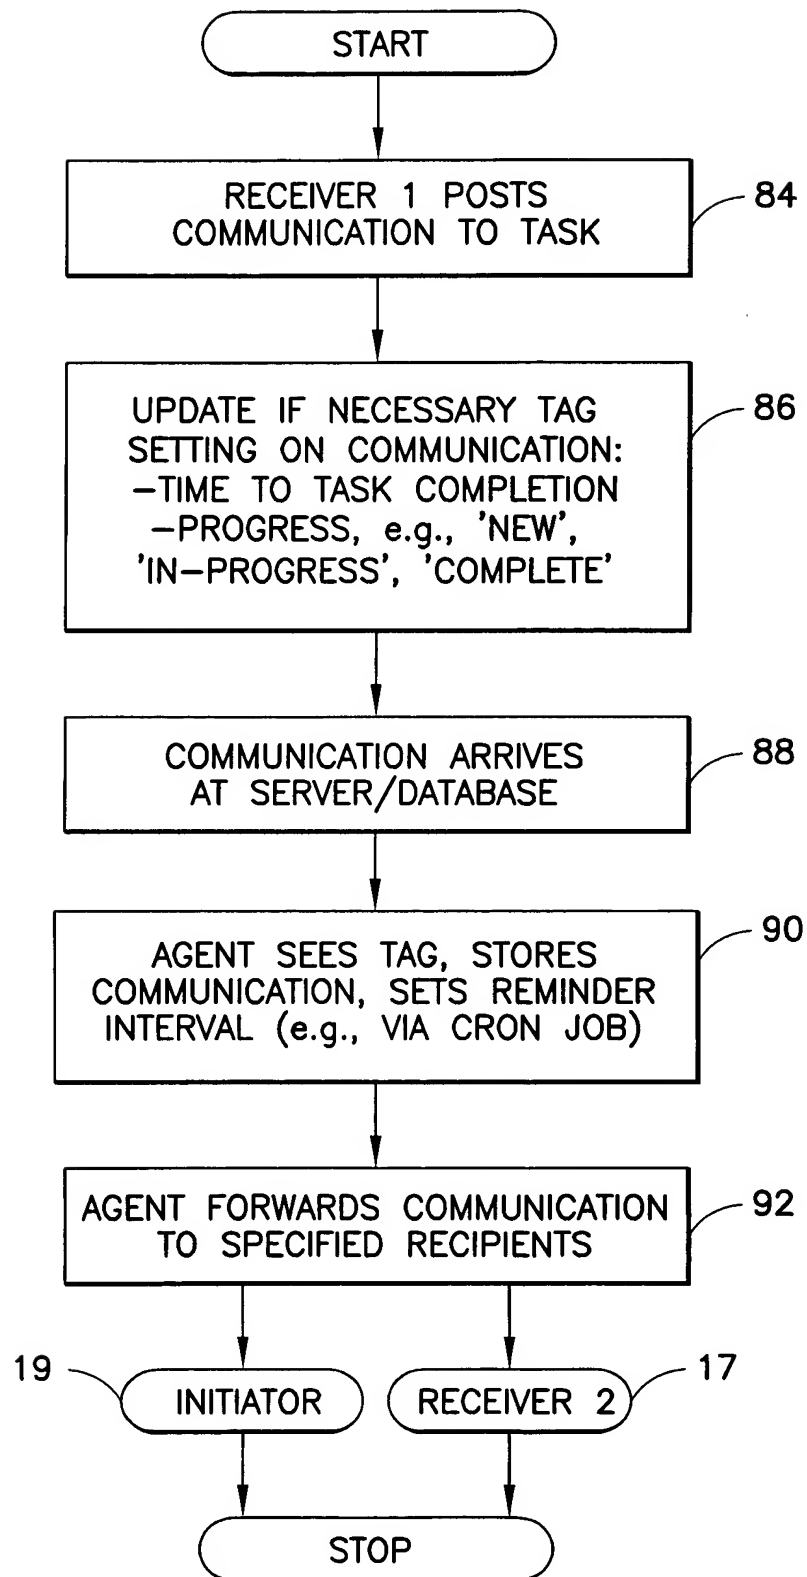 START
RECEIVER 1 POSTS
COMMUNICATION TO TASK
84
UPDATE IF NECESSARY TAG
SETTING ON COMMUNICATION:
-TIME TO TASK COMPLETION
-PROGRESS, e.g., 'NEW',
'IN-PROGRESS', 'COMPLETE'
86
COMMUNICATION ARRIVES
AT SERVER/DATABASE
88
AGENT SEES TAG, STORES
COMMUNICATION, SETS REMINDER
INTERVAL (e.g., VIA CRON JOB)
90
AGENT FORWARDS COMMUNICATION
TO SPECIFIED RECIPIENTS
92
19
INITIATOR
RECEIVER 2
17
STOP